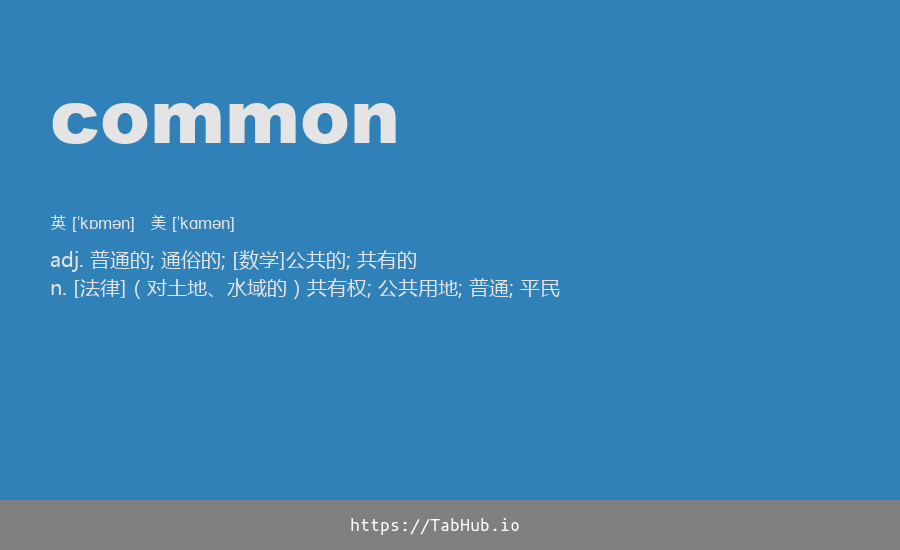 common
英 [ˈkɒmən] 美 [ˈkɑmən]
adj. 普通的; 通俗的; [数学]公共的; 共有的
n. [法律] ( 对土地、水域的 ) 共有权; 公共用地; 普通; 平民
https://TabHub.io